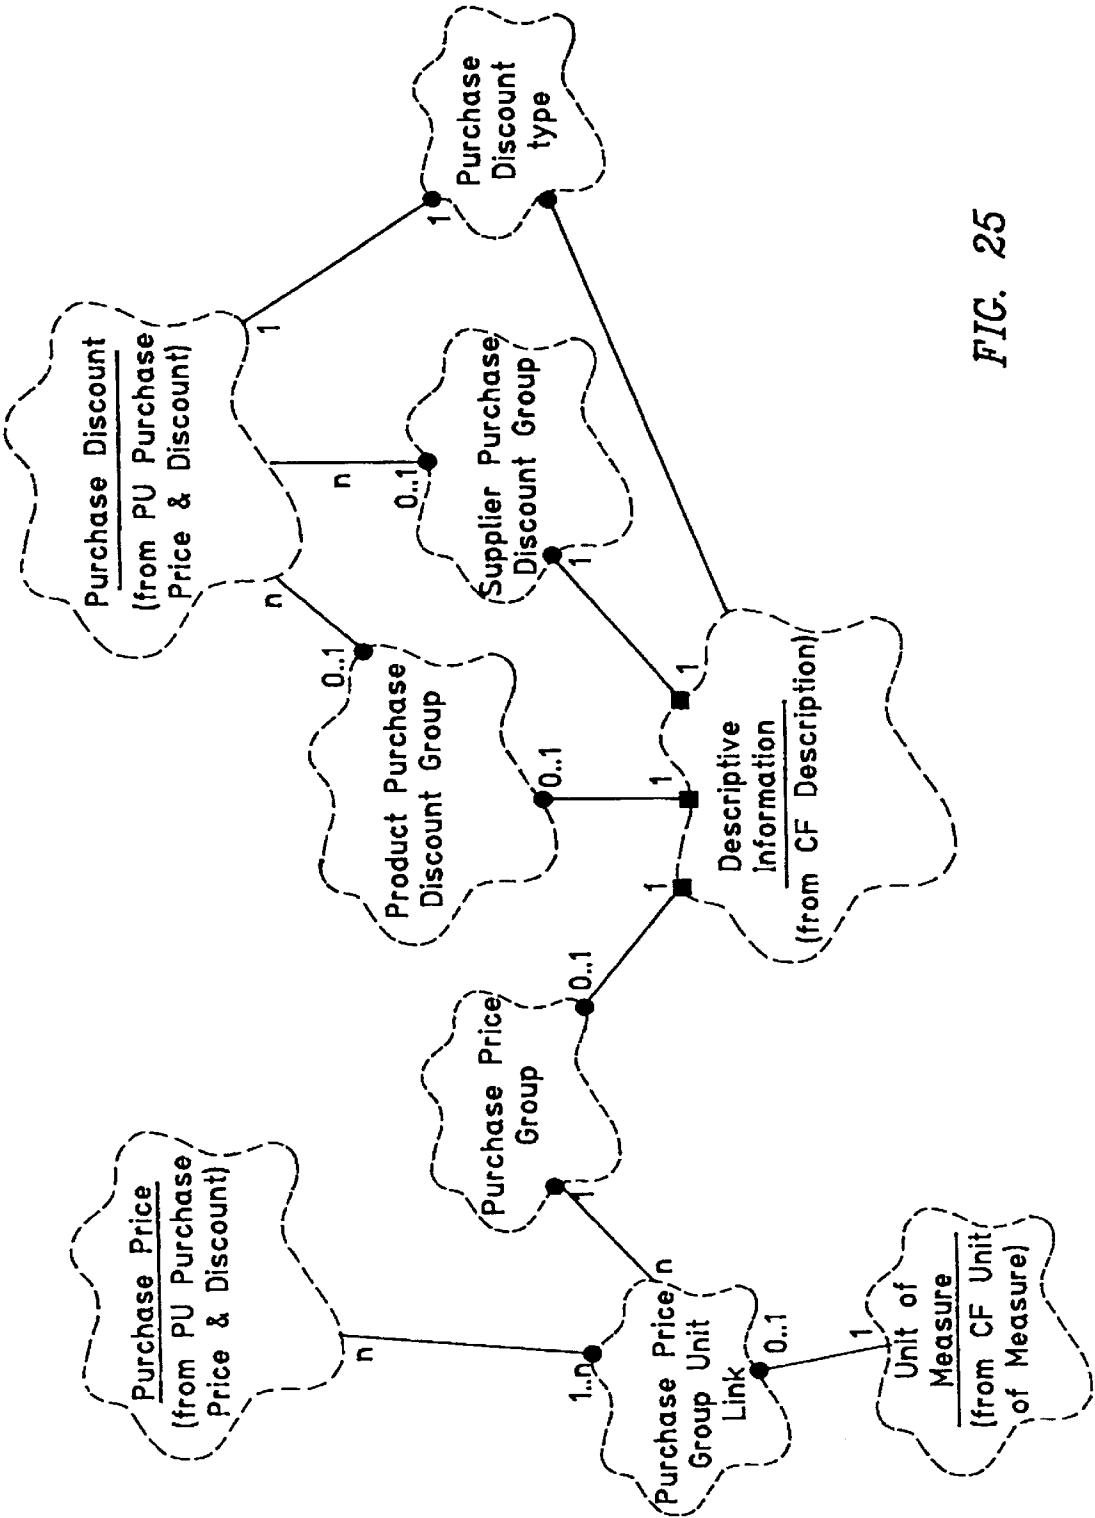 Purchase Price
(from PU Purchase
Price & Discount)
n
1..n
Purchase Price
Group Unit
Link
n
1
0..1
1
Unit of
Measure
(from CF Unit
of Measure)
Purchase Price
Group
0..1
1
Purchase Discount
(from PU Purchase
Price & Discount)
n
0..1
n
0..1
1
1
Product Purchase
Discount Group
0..1
1
Supplier Purchase
Discount Group
1
1
Purchase
Discount
type
Descriptive
Information
(from CF Description)
FIG. 25